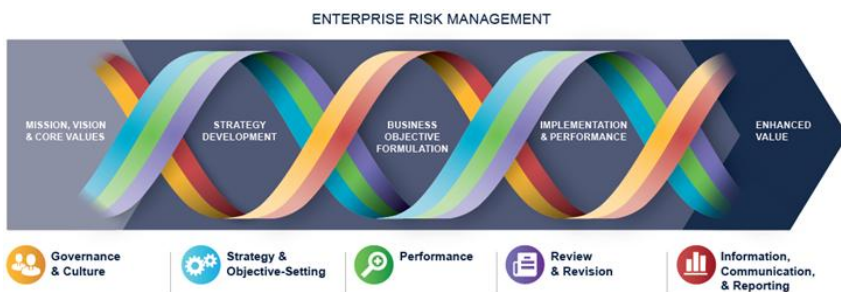 ENTERPRISE RISK MANAGEMENT
MISSION, VISION
& CORE VALUES
STRATEGY
DEVELOPMENT
BUSINESS
OBJECTIVE
FORMULATION
IMPLEMENTATION
& PERFORMANCE
ENHANCED
VALUE
Governance
& Culture
Strategy &
Objective-Setting
Performance
Review
& Revision
Information,
Communication,
& Reporting